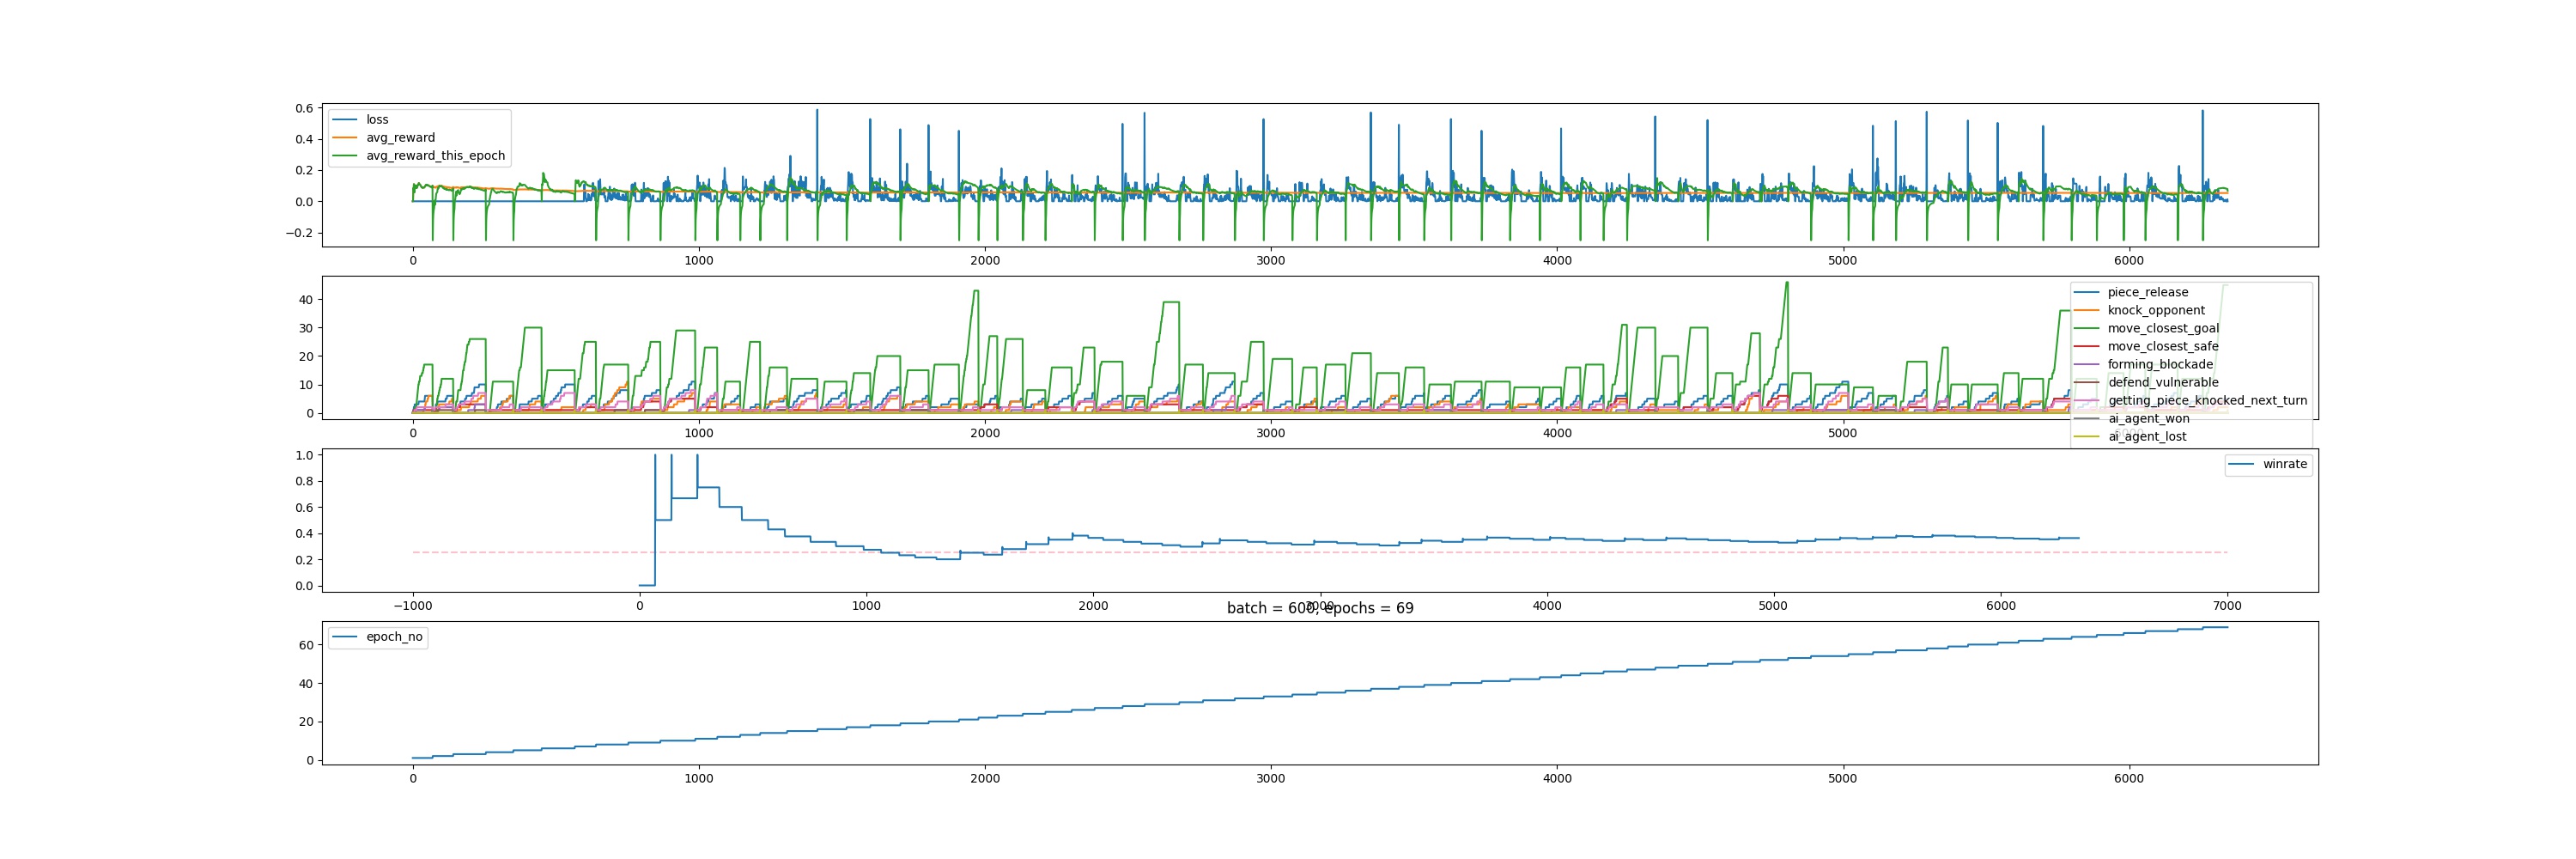 0.6
0.4
0.2
0.0
−0.2
loss
avg_reward
avg_reward_this_epoch
0 1000 2000 3000 4000 5000 6000
40
30
20
10
0
piece_release
knock_opponent
move_closest_goal
move_closest_safe
forming_blockade
defend_vulnerable
getting_piece_knocked_next_turn
ai_agent_won
ai_agent_lost
0 1000 2000 3000 4000 5000 6000
1.0
0.8
0.6
0.4
0.2
0.0
winrate
−1000 0 1000 2000 3000 4000 5000 6000 7000
batch = 600, epochs = 69
60
40
20
0
epoch_no
0 1000 2000 3000 4000 5000 6000